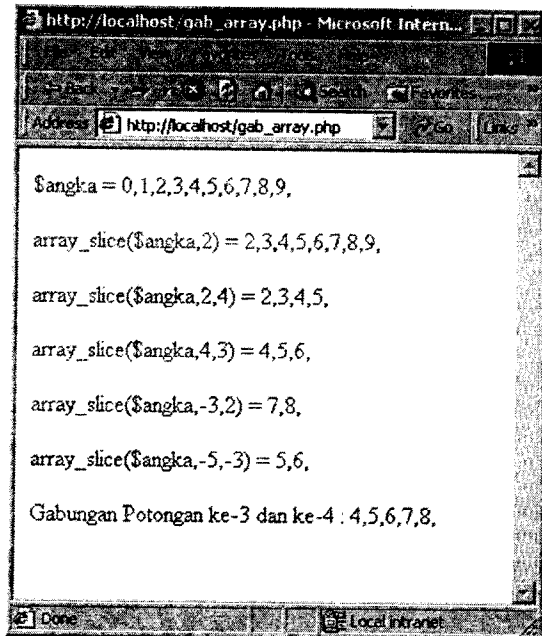 http://localhost/gab_array.php - Microsoft Intern...
Back Search Favorites
Address http://localhost/gab_array.php Go Links
$angka = 0,1,2,3,4,5,6,7,8,9,
array_slice($angka,2) = 2,3,4,5,6,7,8,9,
array_slice($angka,2,4) = 2,3,4,5,
array_slice($angka,4,3) = 4,5,6,
array_slice($angka,-3,2) = 7,8,
array_slice($angka,-5,-3) = 5,6,
Gabungan Potongan ke-3 dan ke-4 : 4,5,6,7,8,
Done Local intranet